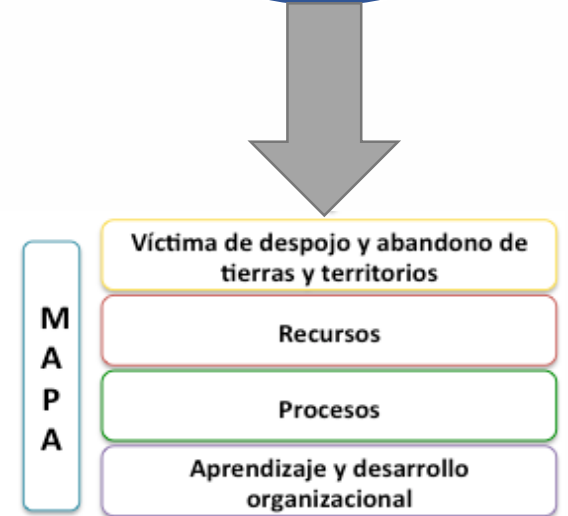 M
A
P
A
Víctima de despojo y abandono de
tierras y territorios
Recursos
Procesos
Aprendizaje y desarrollo
organizacional